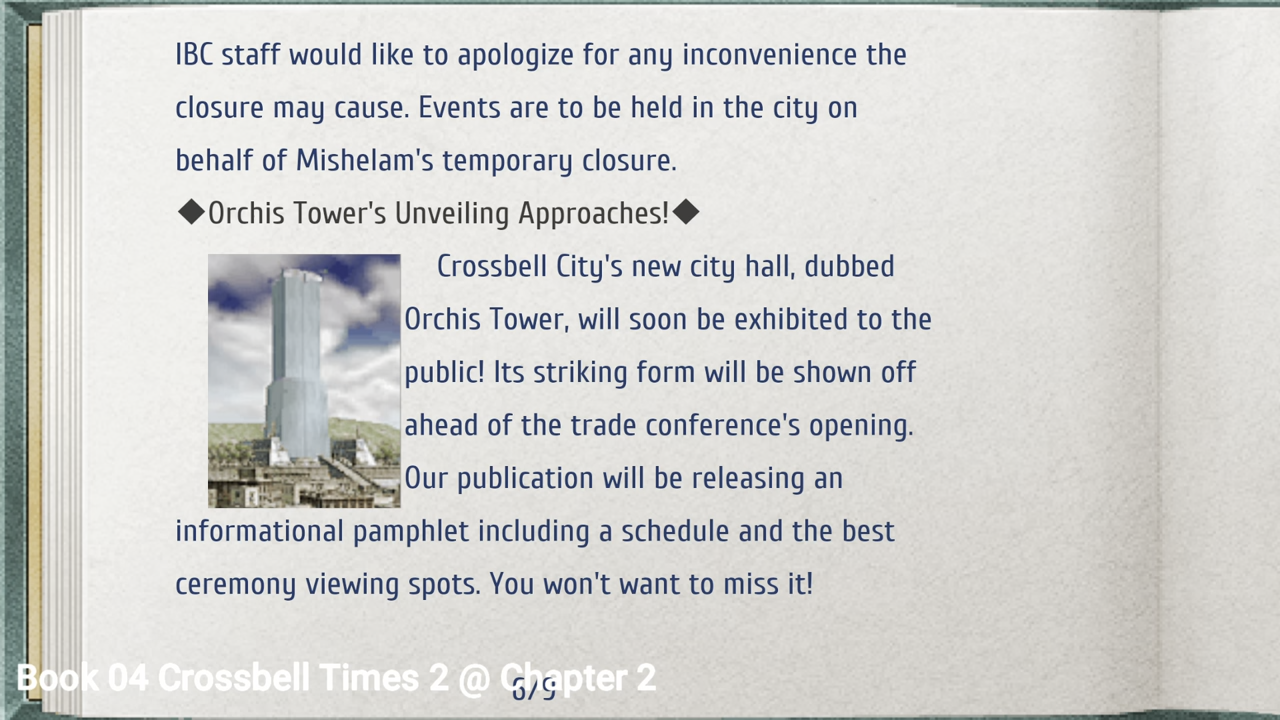 IBC staff would like to apologize for any inconvenience the
closure may cause. Events are to be held in the city on
behalf of Mishelam's temporary closure.
◆Orchis Tower's Unveiling Approaches!◆
Crossbell City's new city hall, dubbed
Orchis Tower, will soon be exhibited to the
public! Its striking form will be shown off
ahead of the trade conference's opening.
Our publication will be releasing an
informational pamphlet including a schedule and the best
ceremony viewing spots. You won't want to miss it!
Book 04 Crossbell Times 2 @ Chapter 2
6/9